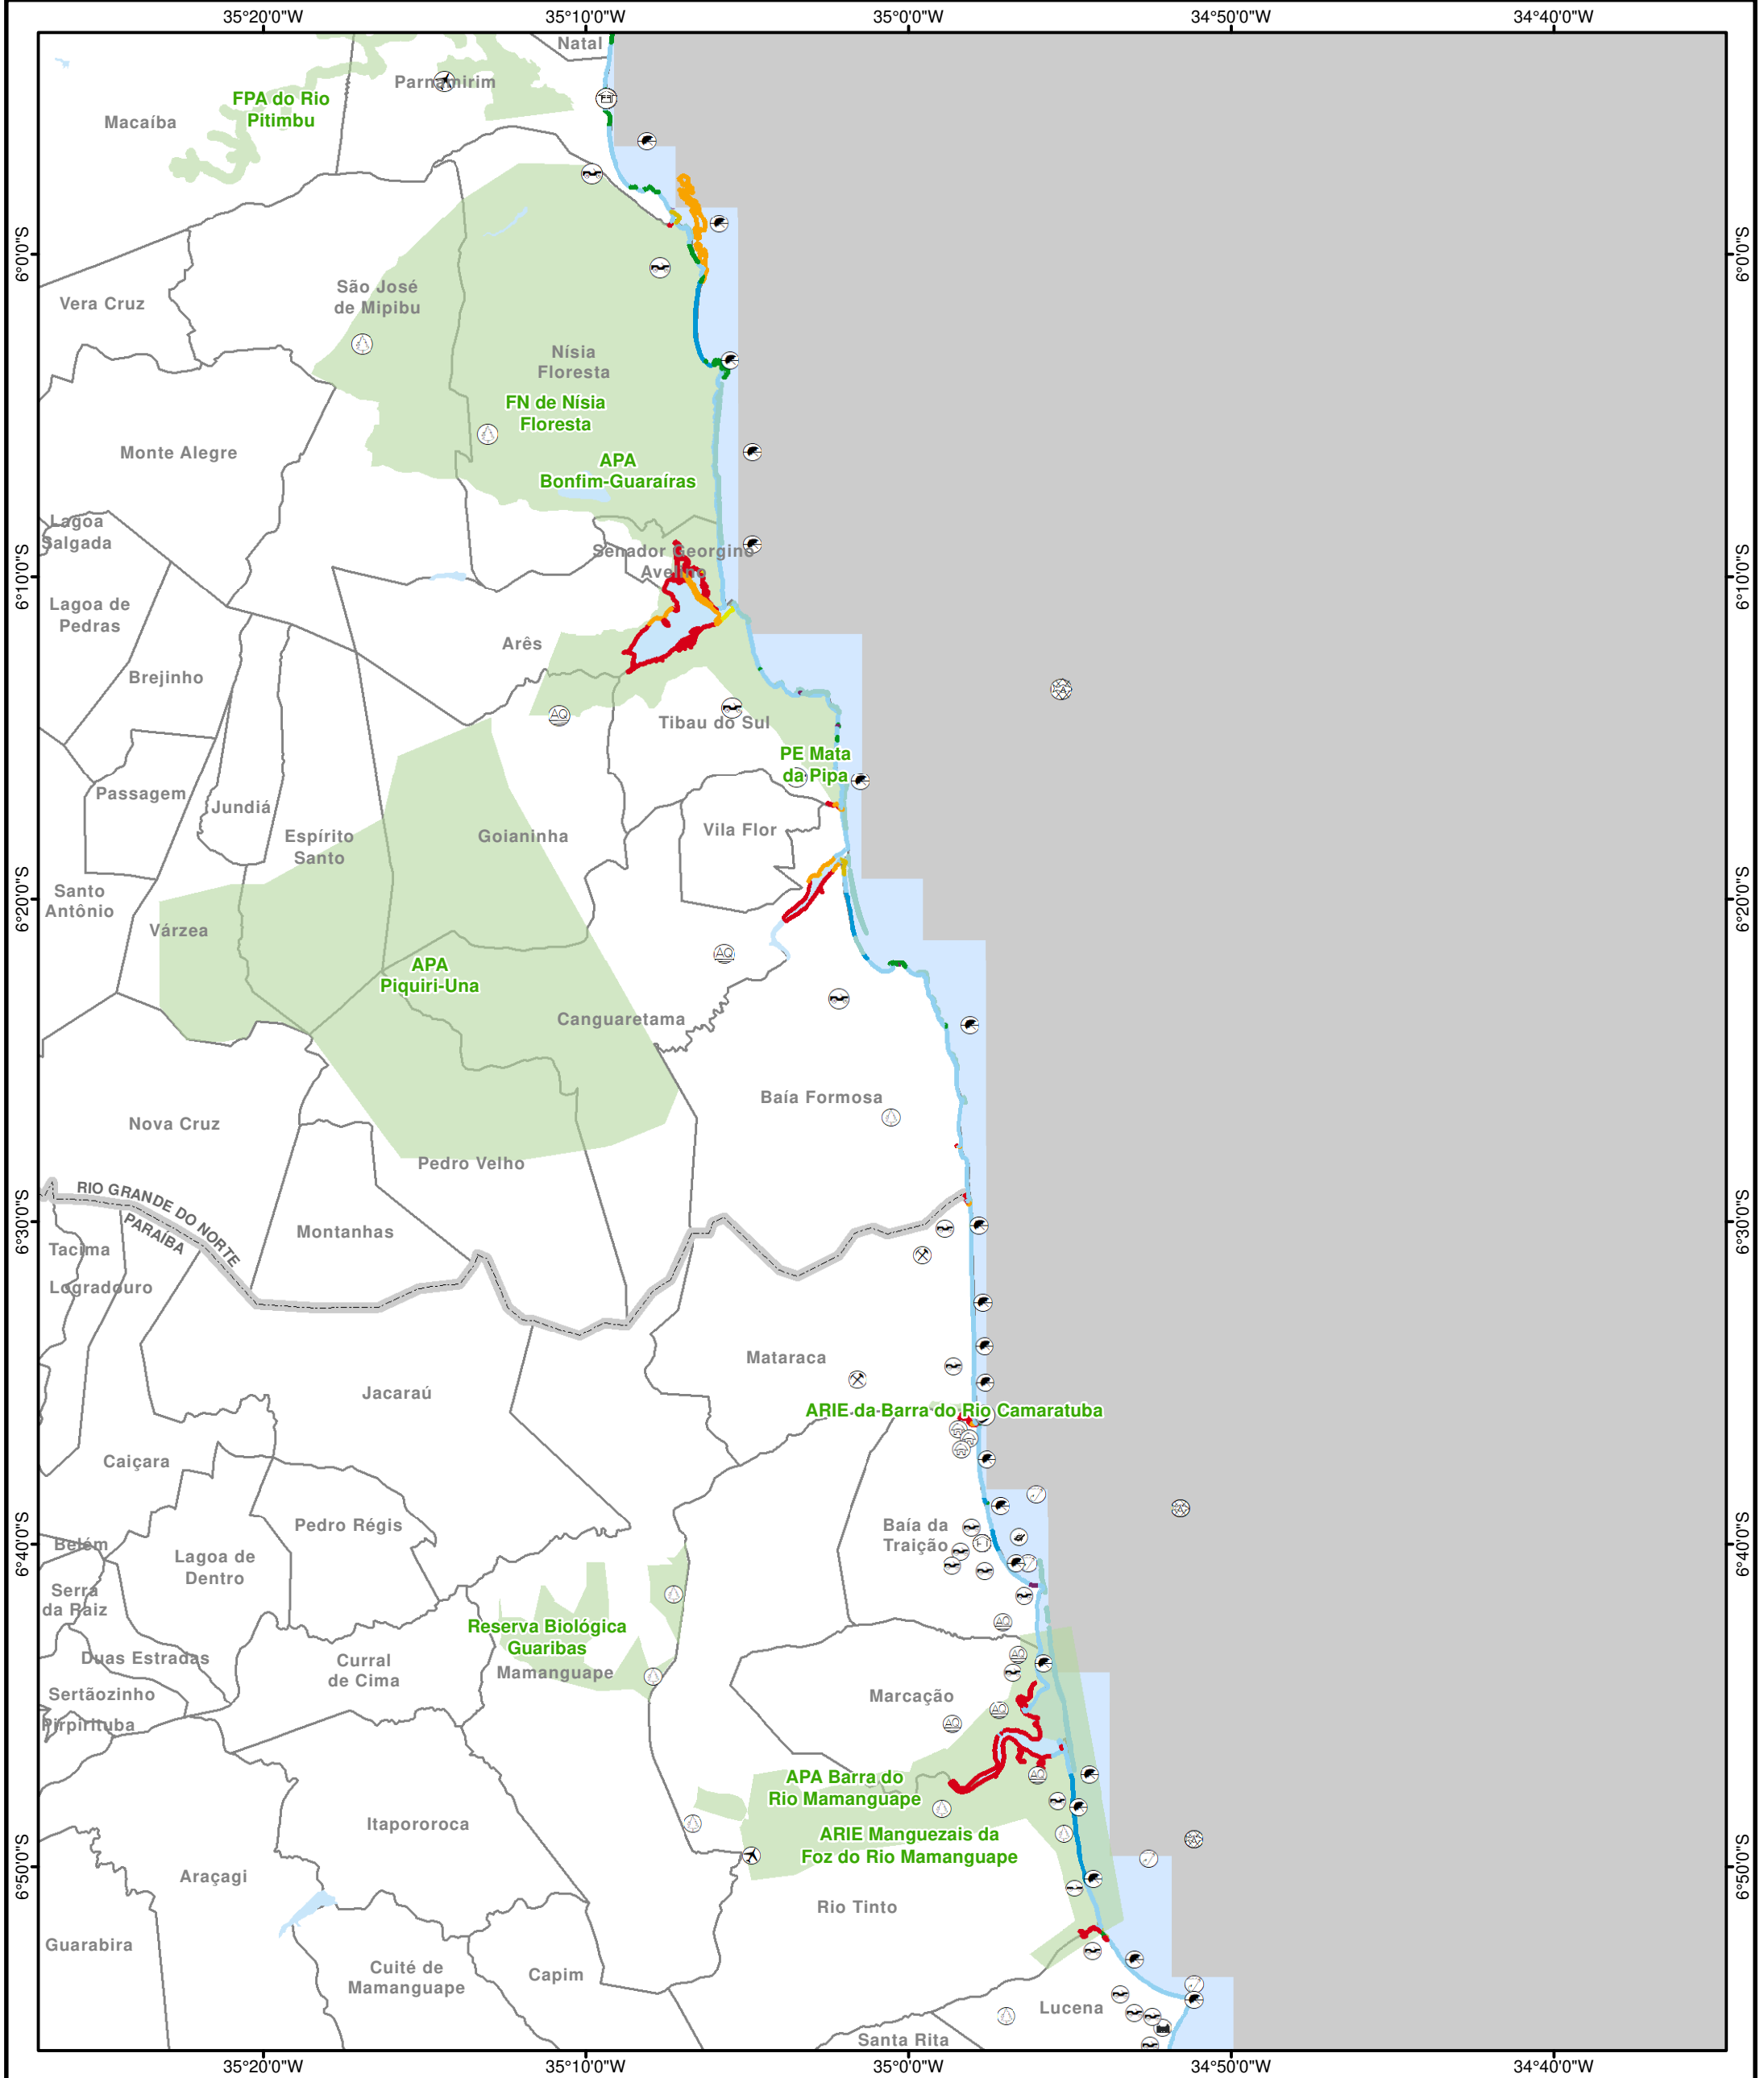 35°20'0"W
35°10'0"W
35°0'0"W
34°50'0"W
34°40'0"W
Natal
Parnamirim
FPA do Rio
Pitimbu
Macaíba
6°0'0"S
6°0'0"S
São José
de Mipibu
Vera Cruz
Nísia
Floresta
FN de Nísia
Floresta
Monte Alegre
APA
Bonfim-Guaraíras
Lagoa
Salgada
Senador Georgino
Avelino
6°10'0"S
6°10'0"S
Lagoa de
Pedras
Arês
Brejinho
AQ
Tibau do Sul
PE Mata
da Pipa
Passagem
Jundiá
Espírito
Santo
Goianinha
Vila Flor
Santo
Antônio
6°20'0"S
6°20'0"S
Várzea
AQ
APA
Piquiri-Una
Canguaretama
Baía Formosa
Nova Cruz
Pedro Velho
RIO GRANDE DO NORTE
PARAÍBA
6°30'0"S
6°30'0"S
Montanhas
Tacima
Logradouro
Mataraca
Jacaraú
ARIE da Barra do Rio Camaratuba
Caiçara
Pedro Régis
Baía da
Traição
6°40'0"S
6°40'0"S
Belém
Lagoa de
Dentro
Serra
da Raiz
AQ
Reserva Biológica
Guaribas
Duas Estradas
Curral
de Cima
Mamanguape
AQ
Sertãozinho
Marcação
AQ
Pirpirituba
AQ
APA Barra do
Rio Mamanguape
AQ
Itapororoca
ARIE Manguezais da
Foz do Rio Mamanguape
6°50'0"S
6°50'0"S
Araçagi
Rio Tinto
Guarabira
Cuité de
Mamanguape
Capim
Lucena
Santa Rita
35°20'0"W
35°10'0"W
35°0'0"W
34°50'0"W
34°40'0"W